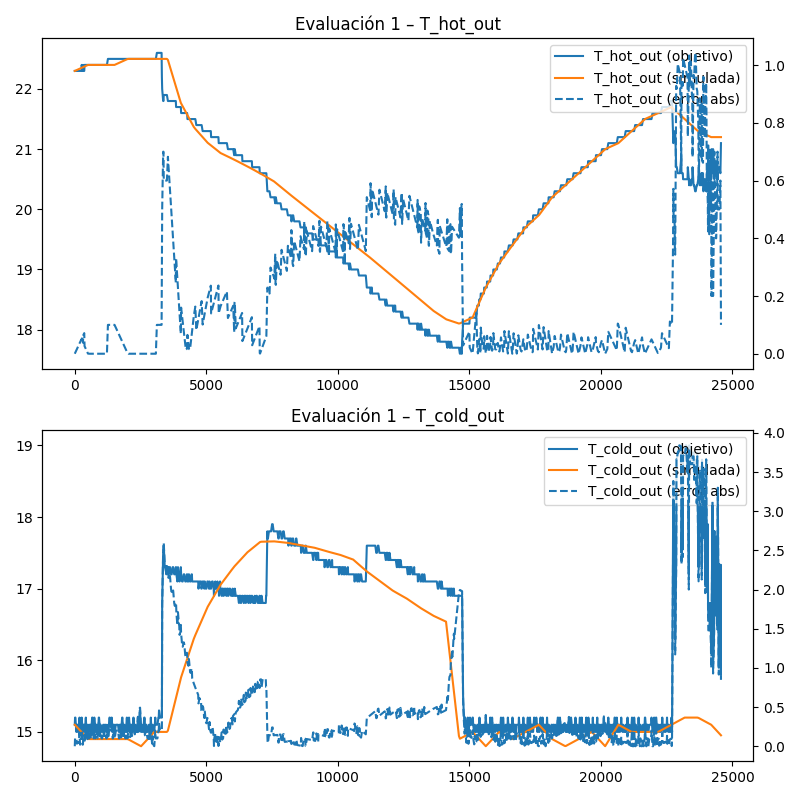 Evaluación 1 – T_hot_out
T_hot_out (objetivo)
T_hot_out (simulada)
T_hot_out (error abs)
22
21
20
19
18
1.0
0.8
0.6
0.4
0.2
0.0
0 5000 10000 15000 20000 25000
Evaluación 1 – T_cold_out
T_cold_out (objetivo)
T_cold_out (simulada)
T_cold_out (error abs)
19
18
17
16
15
4.0
3.5
3.0
2.5
2.0
1.5
1.0
0.5
0.0
0 5000 10000 15000 20000 25000